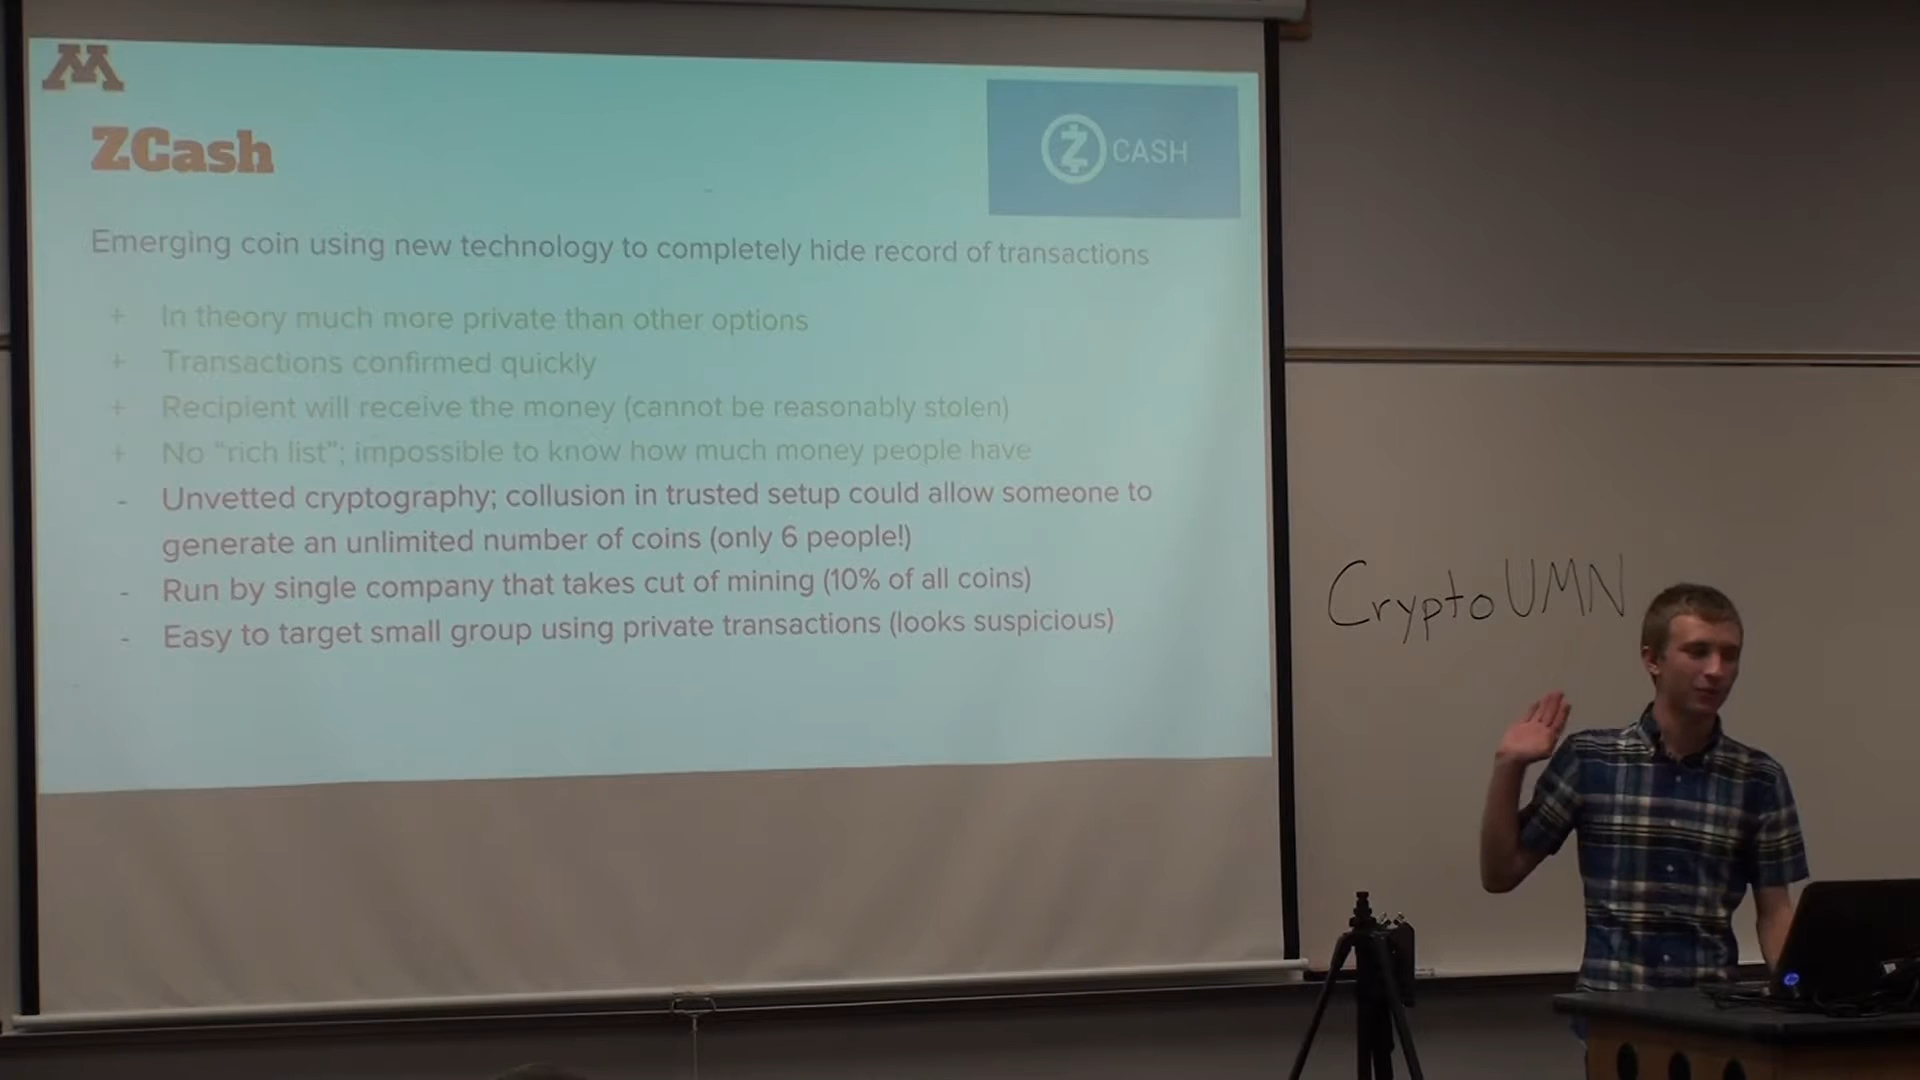 M
ZCash
ⓩ CASH
Emerging coin using new technology to completely hide record of transactions
+ In theory much more private than other options
+ Transactions confirmed quickly
+ Recipient will receive the money (cannot be reasonably stolen)
+ No “rich list”; impossible to know how much money people have
- Unvetted cryptography; collusion in trusted setup could allow someone to
generate an unlimited number of coins (only 6 people!)
- Run by single company that takes cut of mining (10% of all coins)
- Easy to target small group using private transactions (looks suspicious)
CryptoUMN